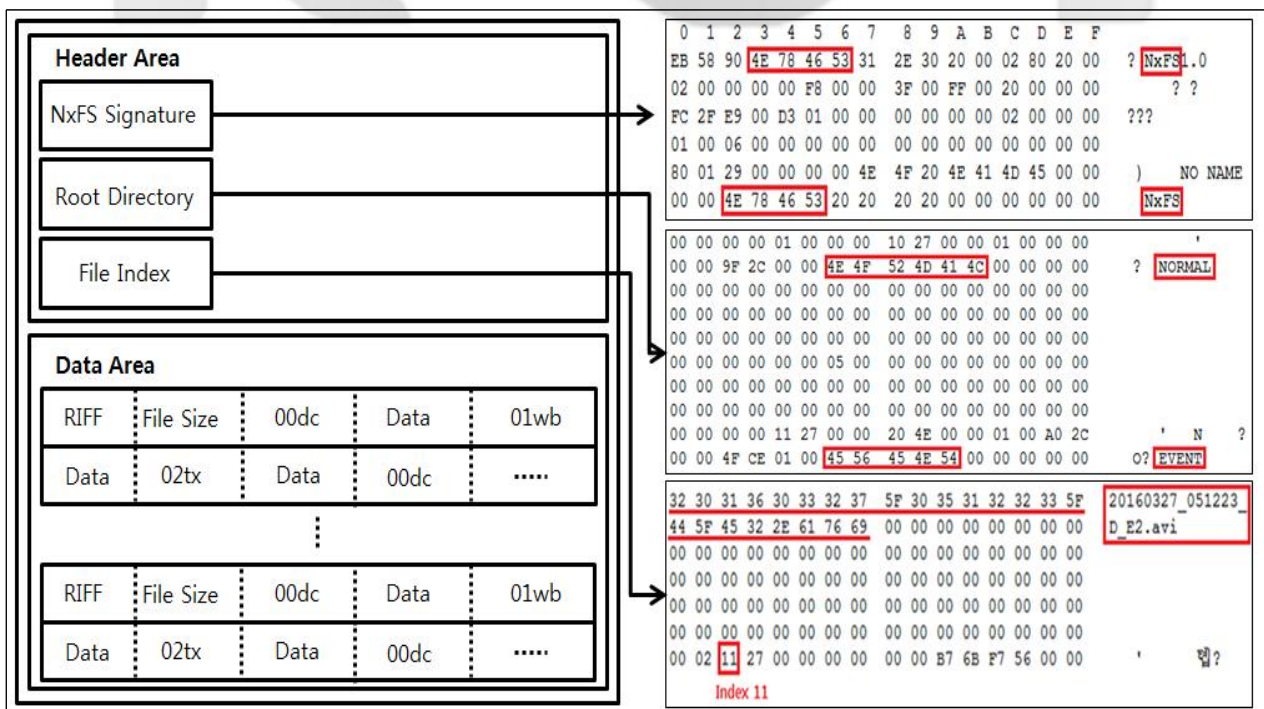 Header Area
NxFS Signature
Root Directory
File Index
Data Area
RIFF File Size 00dc Data 01wb
Data 02tx Data 00dc .....
RIFF File Size 00dc Data 01wb
Data 02tx Data 00dc .....
0 1 2 3 4 5 6 7 8 9 A B C D E F
EB 58 90 4E 78 46 53 31 2E 30 20 00 02 80 20 00 ? NxFS1.0
02 00 00 00 00 F8 00 00 3F 00 FF 00 20 00 00 00 ? ?
FC 2F E9 00 D3 01 00 00 00 00 00 00 02 00 00 00 ???
01 00 06 00 00 00 00 00 00 00 00 00 00 00 00 00
80 01 29 00 00 00 00 4E 4F 20 4E 41 4D 45 00 00 ) NO NAME
00 00 4E 78 46 53 20 20 20 20 00 00 00 00 00 00 NxFS
00 00 00 00 01 00 00 00 10 27 00 00 01 00 00 00 '
00 00 9F 2C 00 00 4E 4F 52 4D 41 4C 00 00 00 00 ? NORMAL
00 00 00 00 00 00 00 00 00 00 00 00 00 00 00 00
00 00 00 00 00 00 00 00 00 00 00 00 00 00 00 00
00 00 00 00 00 00 00 00 00 00 00 00 00 00 00 00
00 00 00 00 00 00 05 00 00 00 00 00 00 00 00 00
00 00 00 00 00 00 00 00 00 00 00 00 00 00 00 00
00 00 00 00 00 00 00 00 00 00 00 00 00 00 00 00
00 00 00 00 11 27 00 00 20 4E 00 00 01 00 A0 2C ' N ?
00 00 4F CE 01 00 45 56 45 4E 54 00 00 00 00 00 O? EVENT
32 30 31 36 30 33 32 37 5F 30 35 31 32 32 33 5F 20160327_051223_
44 5F 45 32 2E 61 76 69 00 00 00 00 00 00 00 00 D_E2.avi
00 00 00 00 00 00 00 00 00 00 00 00 00 00 00 00
00 00 00 00 00 00 00 00 00 00 00 00 00 00 00 00
00 00 00 00 00 00 00 00 00 00 00 00 00 00 00 00
00 00 00 00 00 00 00 00 00 00 00 00 00 00 00 00
00 02 11 27 00 00 00 00 00 00 B7 6B F7 56 00 00 ' ?
Index 11